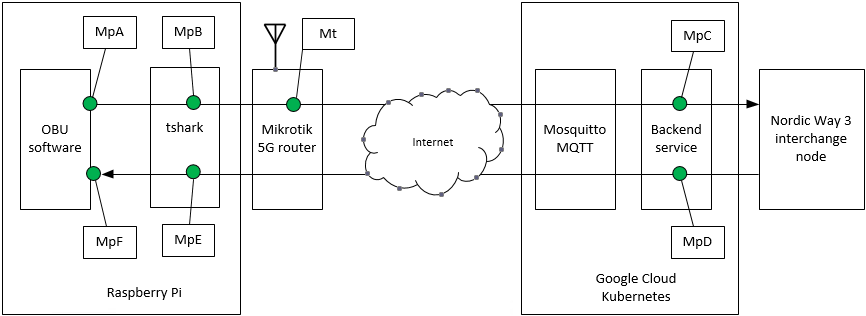 MpA
MpB
Mt
MpC
OBU
software
tshark
Mikrotik
5G router
Internet
Mosquitto
MQTT
Backend
service
Nordic Way 3
interchange
node
MpF
MpE
MpD
Raspberry Pi
Google Cloud
Kubernetes